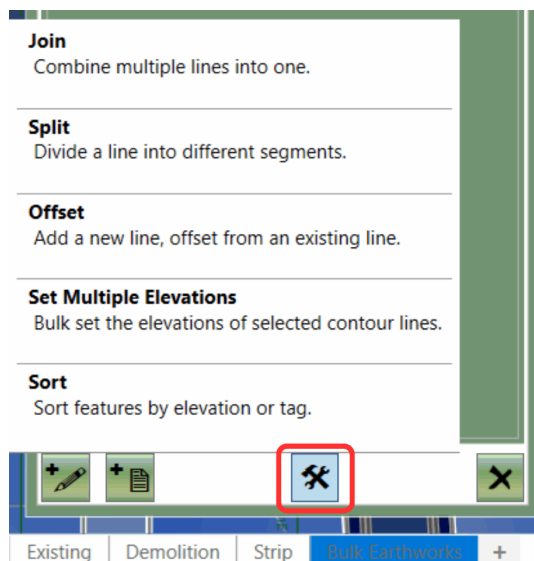 Join
Combine multiple lines into one.
Split
Divide a line into different segments.
Offset
Add a new line, offset from an existing line.
Set Multiple Elevations
Bulk set the elevations of selected contour lines.
Sort
Sort features by elevation or tag.
Existing Demolition Strip Bulk Earthworks +